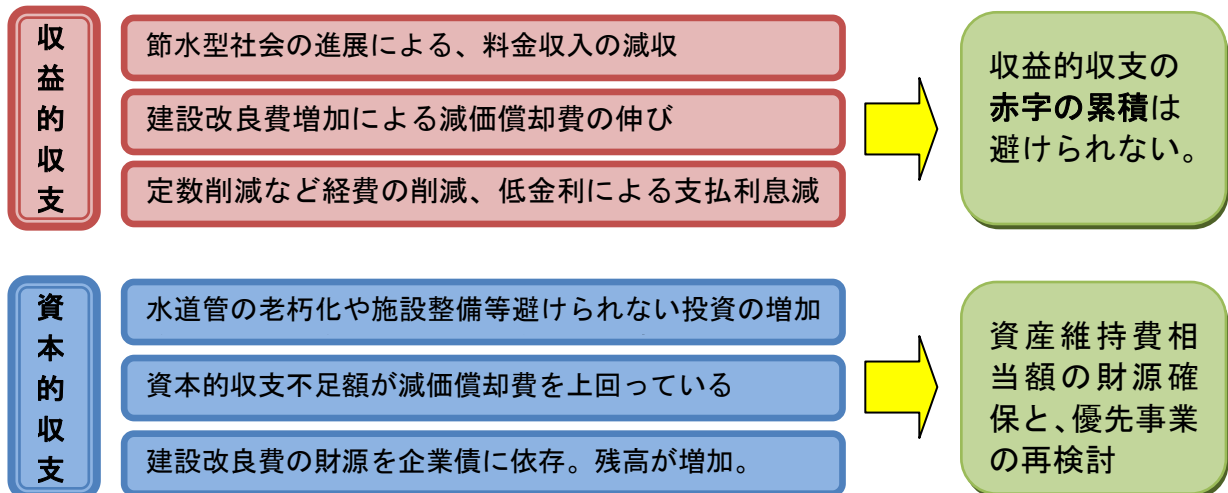 収益的収支
節水型社会の進展による、料金収入の減収
建設改良費増加による減価償却費の伸び
定数削減など経費の削減、低金利による支払利息減
収益的収支の
赤字の累積は
避けられない。
資本的収支
水道管の老朽化や施設整備等避けられない投資の増加
資本的収支不足額が減価償却費を上回っている
建設改良費の財源を企業債に依存。残高が増加。
資産維持費相
当額の財源確
保と、優先事業
の再検討